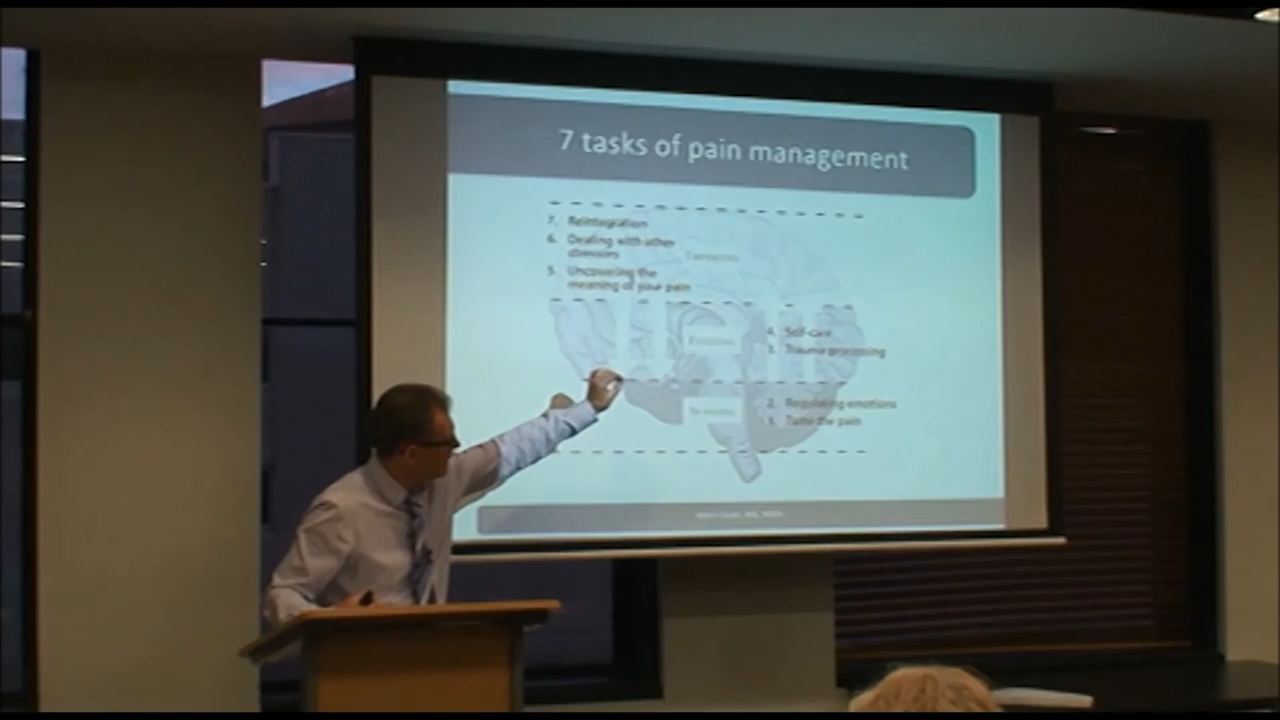 7 tasks of pain management
7. Reintegration
6. Dealing with other
stressors
5. Uncovering the
meaning of your pain
4. Self-care
3. Trauma processing
2. Regulating emotions
1. Tame the pain